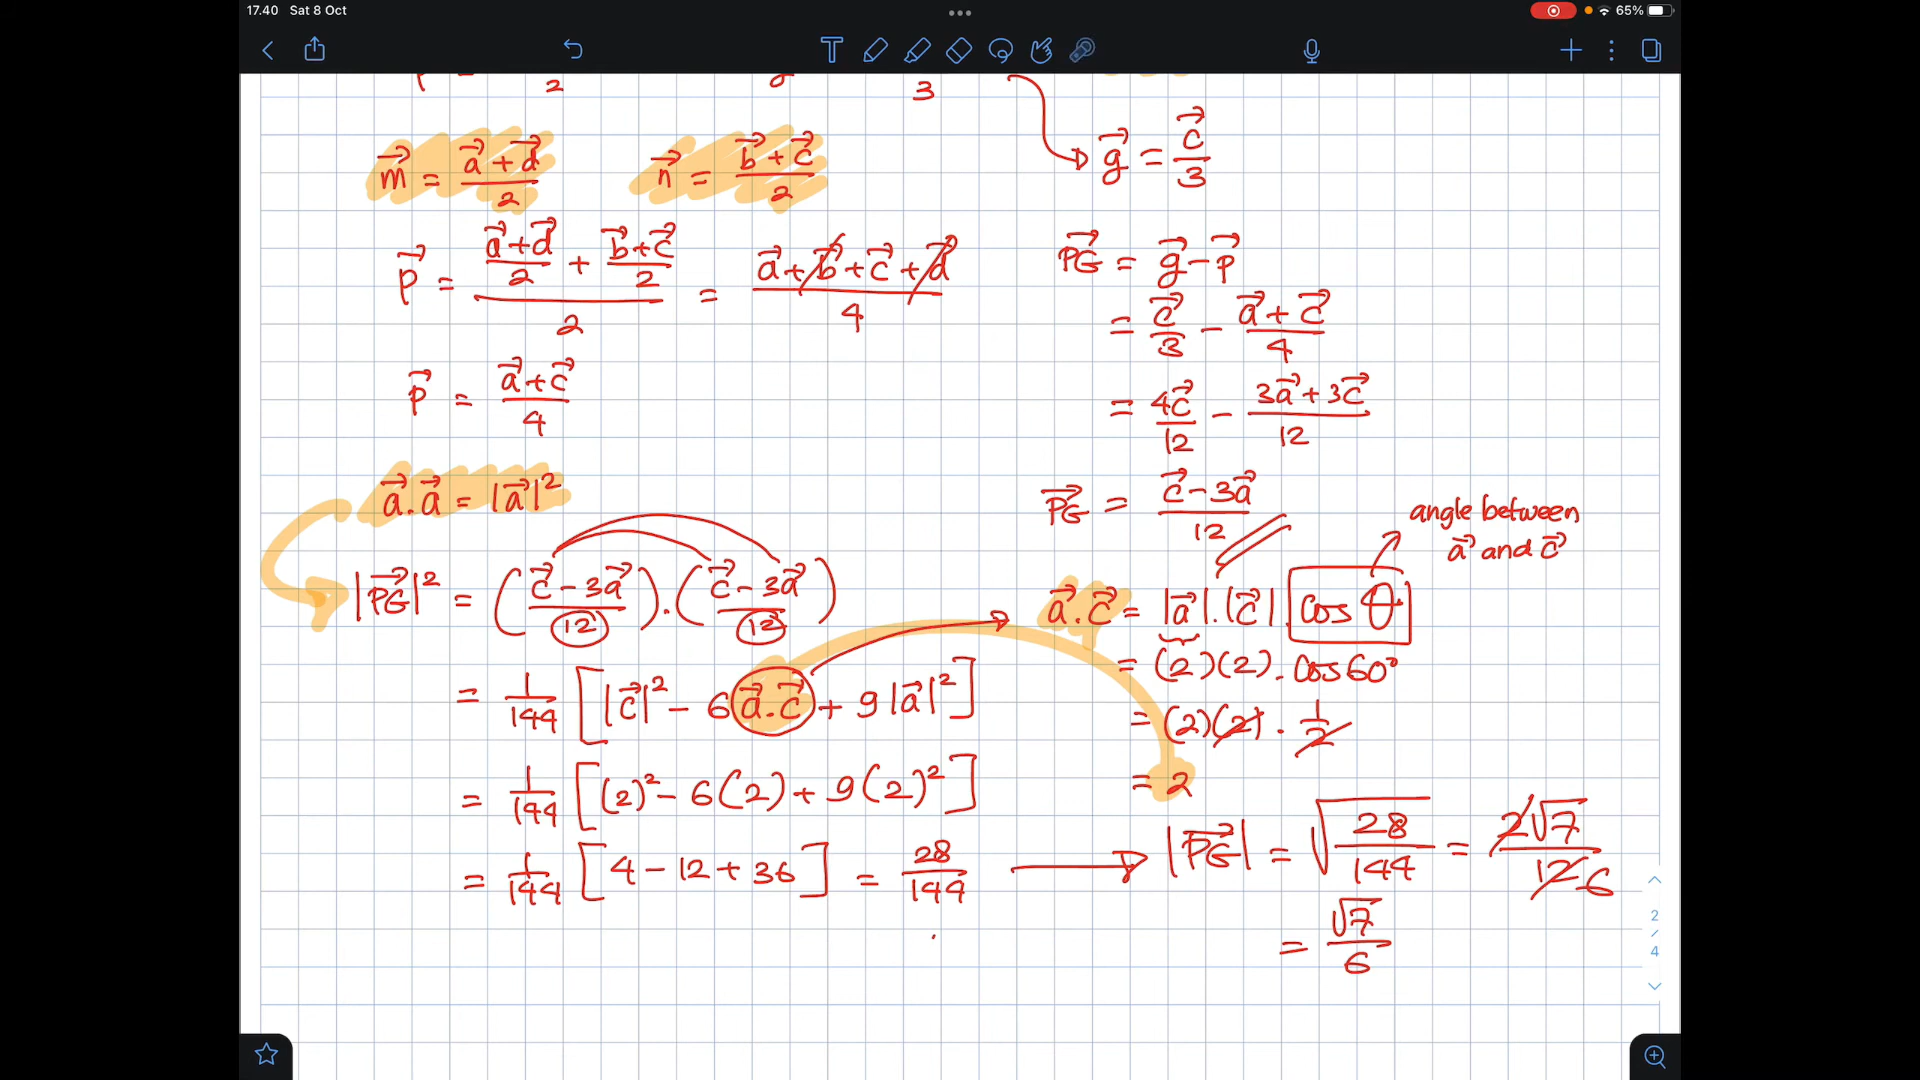 17.40 Sat 8 Oct
65%
2
3
m⃗ = (a⃗ + d⃗)/2
n⃗ = (b⃗ + c⃗)/2
g⃗ = c⃗/3
p⃗ = ((a⃗ + d⃗)/2 + (b⃗ + c⃗)/2)/2 = (a⃗ + b⃗ + c⃗ + d⃗)/4
p⃗ = (a⃗ + c⃗)/4
PG⃗ = g⃗ - p⃗
= c⃗/3 - (a⃗ + c⃗)/4
= 4c⃗/12 - (3a⃗ + 3c⃗)/12
PG⃗ = (c⃗ - 3a⃗)/12
a⃗.a⃗ = |a⃗|²
|PG⃗|² = ((c⃗ - 3a⃗)/12).((c⃗ - 3a⃗)/12)
= 1/144 [|c⃗|² - 6a⃗.c⃗ + 9|a⃗|²]
= 1/144 [(2)² - 6(2) + 9(2)²]
= 1/144 [4 - 12 + 36] = 28/144
angle between
a⃗ and c⃗
a⃗.c⃗ = |a⃗|.|c⃗|. cos θ
= (2)(2). cos 60°
= (2)(2) . 1/2
= 2
|PG⃗| = √(28/144) = 2√7/12 6
= √7/6
2
/
4